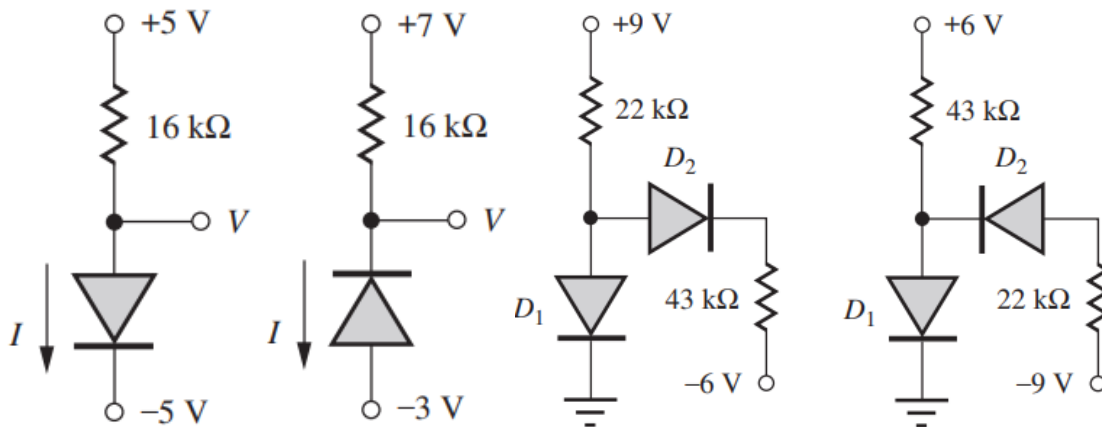 +5 V
16 kΩ
V
I
−5 V
+7 V
16 kΩ
V
I
−3 V
+9 V
22 kΩ
D2
D1
43 kΩ
−6 V
+6 V
43 kΩ
D2
D1
22 kΩ
−9 V